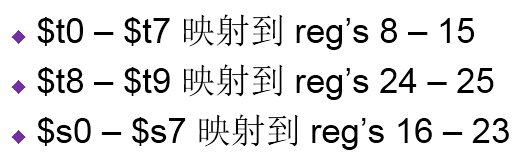 ◆ $t0 – $t7 映射到 reg’s 8 – 15
◆ $t8 – $t9 映射到 reg’s 24 – 25
◆ $s0 – $s7 映射到 reg’s 16 – 23